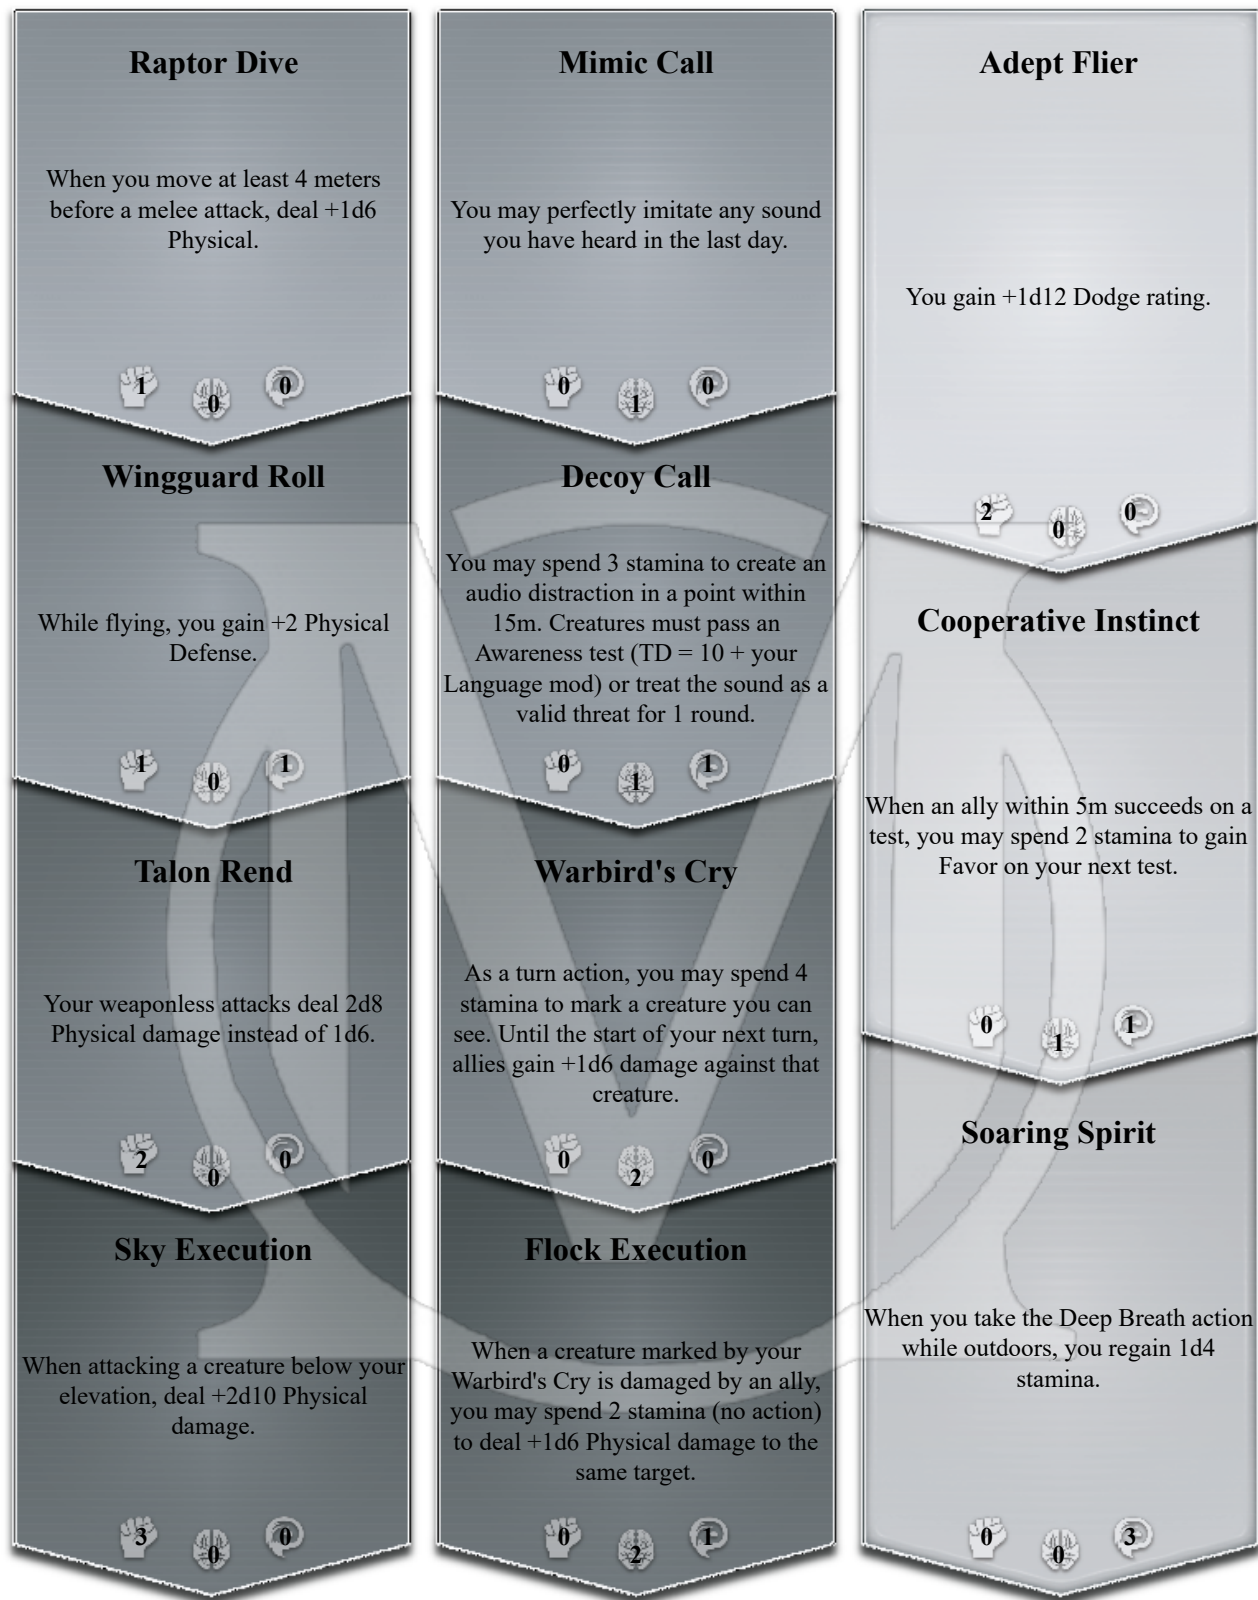 Raptor Dive
When you move at least 4 meters
before a melee attack, deal +1d6
Physical.
1
0
0
Wingguard Roll
While flying, you gain +2 Physical
Defense.
1
0
1
Talon Rend
Your weaponless attacks deal 2d8
Physical damage instead of 1d6.
2
0
0
Sky Execution
When attacking a creature below your
elevation, deal +2d10 Physical
damage.
3
0
0
Mimic Call
You may perfectly imitate any sound
you have heard in the last day.
0
1
0
Decoy Call
You may spend 3 stamina to create an
audio distraction in a point within
15m. Creatures must pass an
Awareness test (TD = 10 + your
Language mod) or treat the sound as a
valid threat for 1 round.
0
1
1
Warbird's Cry
As a turn action, you may spend 4
stamina to mark a creature you can
see. Until the start of your next turn,
allies gain +1d6 damage against that
creature.
0
2
0
Flock Execution
When a creature marked by your
Warbird's Cry is damaged by an ally,
you may spend 2 stamina (no action)
to deal +1d6 Physical damage to the
same target.
0
2
1
Adept Flier
You gain +1d12 Dodge rating.
2
0
0
Cooperative Instinct
When an ally within 5m succeeds on a
test, you may spend 2 stamina to gain
Favor on your next test.
0
1
1
Soaring Spirit
When you take the Deep Breath action
while outdoors, you regain 1d4
stamina.
0
0
3